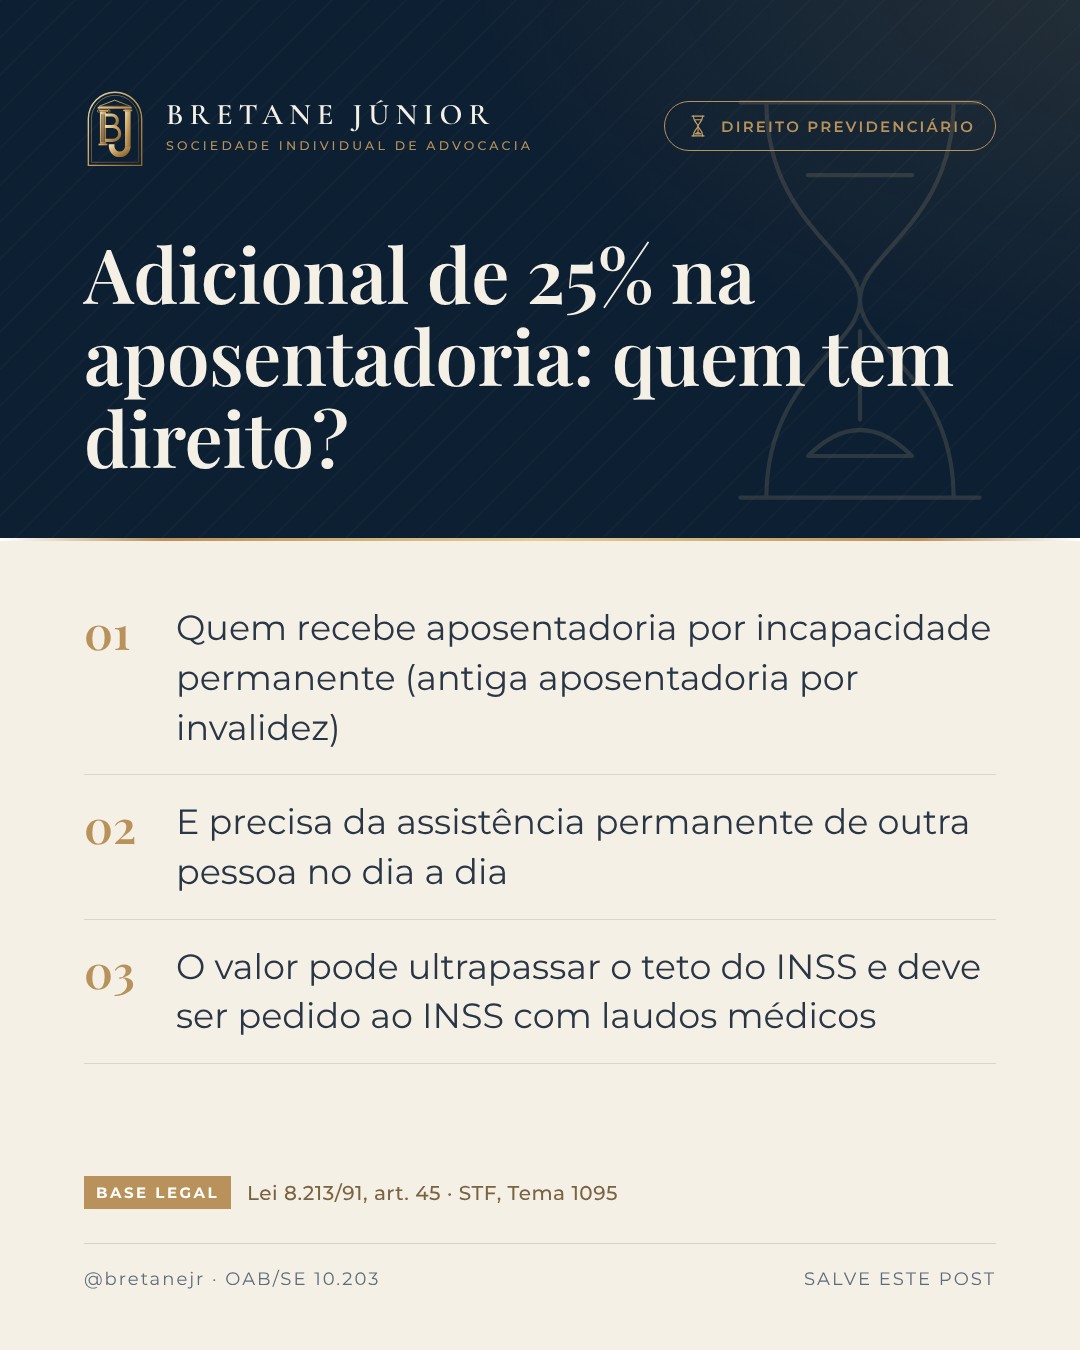 BRETANE JÚNIOR
SOCIEDADE INDIVIDUAL DE ADVOCACIA
DIREITO PREVIDENCIÁRIO
Adicional de 25% na
aposentadoria: quem tem
direito?
01
Quem recebe aposentadoria por incapacidade
permanente (antiga aposentadoria por
invalidez)
02
E precisa da assistência permanente de outra
pessoa no dia a dia
03
O valor pode ultrapassar o teto do INSS e deve
ser pedido ao INSS com laudos médicos
BASE LEGAL
Lei 8.213/91, art. 45 · STF, Tema 1095
@bretanejr · OAB/SE 10.203
SALVE ESTE POST